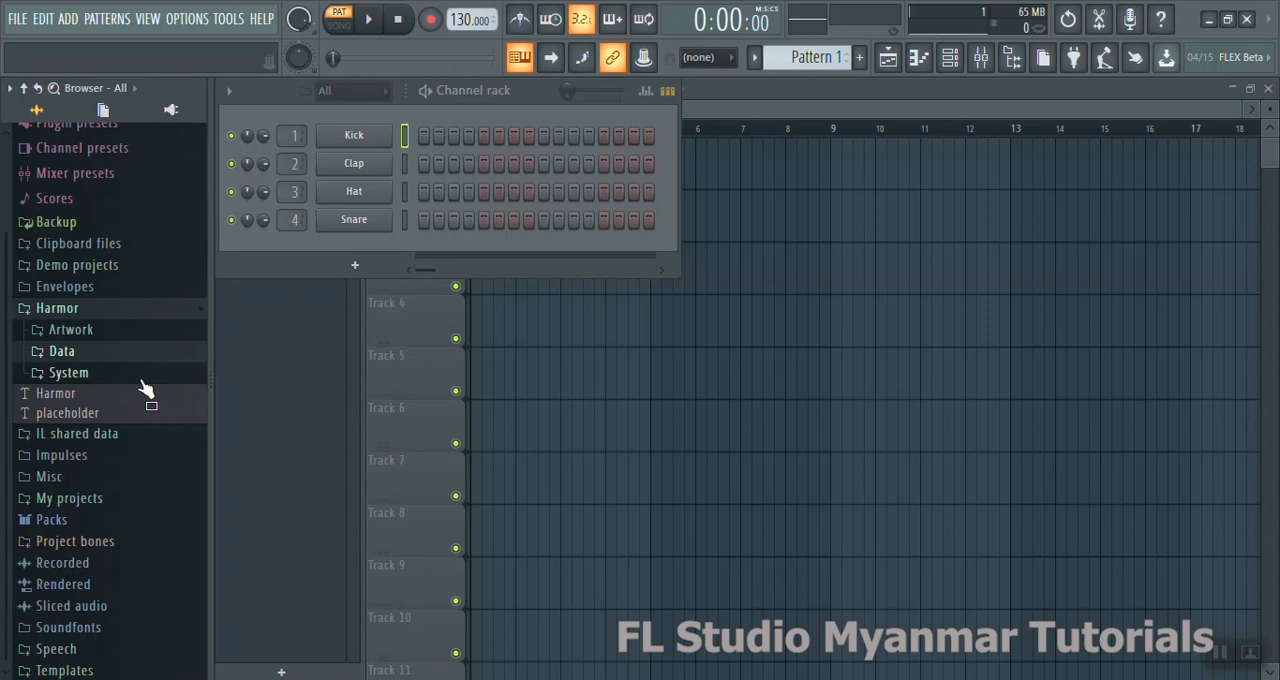 FILE EDIT ADD PATTERNS VIEW OPTIONS TOOLS HELP
PAT
SONG
130.000
3.2:
0:00:00
M:S:CS
1
65 MB
0
(none)
Pattern 1
04/15 FLEX Beta
Browser - All
Plugin presets
Channel presets
Mixer presets
Scores
Backup
Clipboard files
Demo projects
Envelopes
Harmor
Artwork
Data
System
Harmor
placeholder
IL shared data
Impulses
Misc
My projects
Packs
Project bones
Recorded
Rendered
Sliced audio
Soundfonts
Speech
Templates
All
Channel rack
1 Kick
2 Clap
3 Hat
4 Snare
6 7 8 9 10 11 12 13 14 15 16 17 18
Track 4
Track 5
Track 6
Track 7
Track 8
Track 9
Track 10
Track 11
FL Studio Myanmar Tutorials